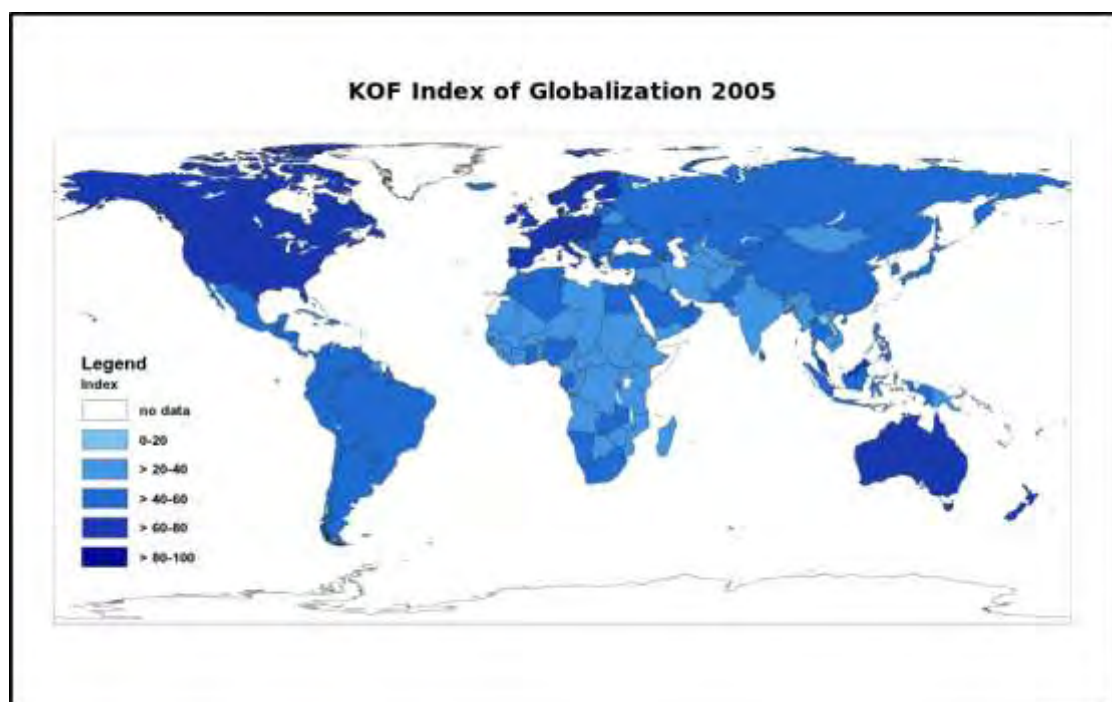 KOF Index of Globalization 2005
Legend
Index
no data
0-20
> 20-40
> 40-60
> 60-80
> 80-100